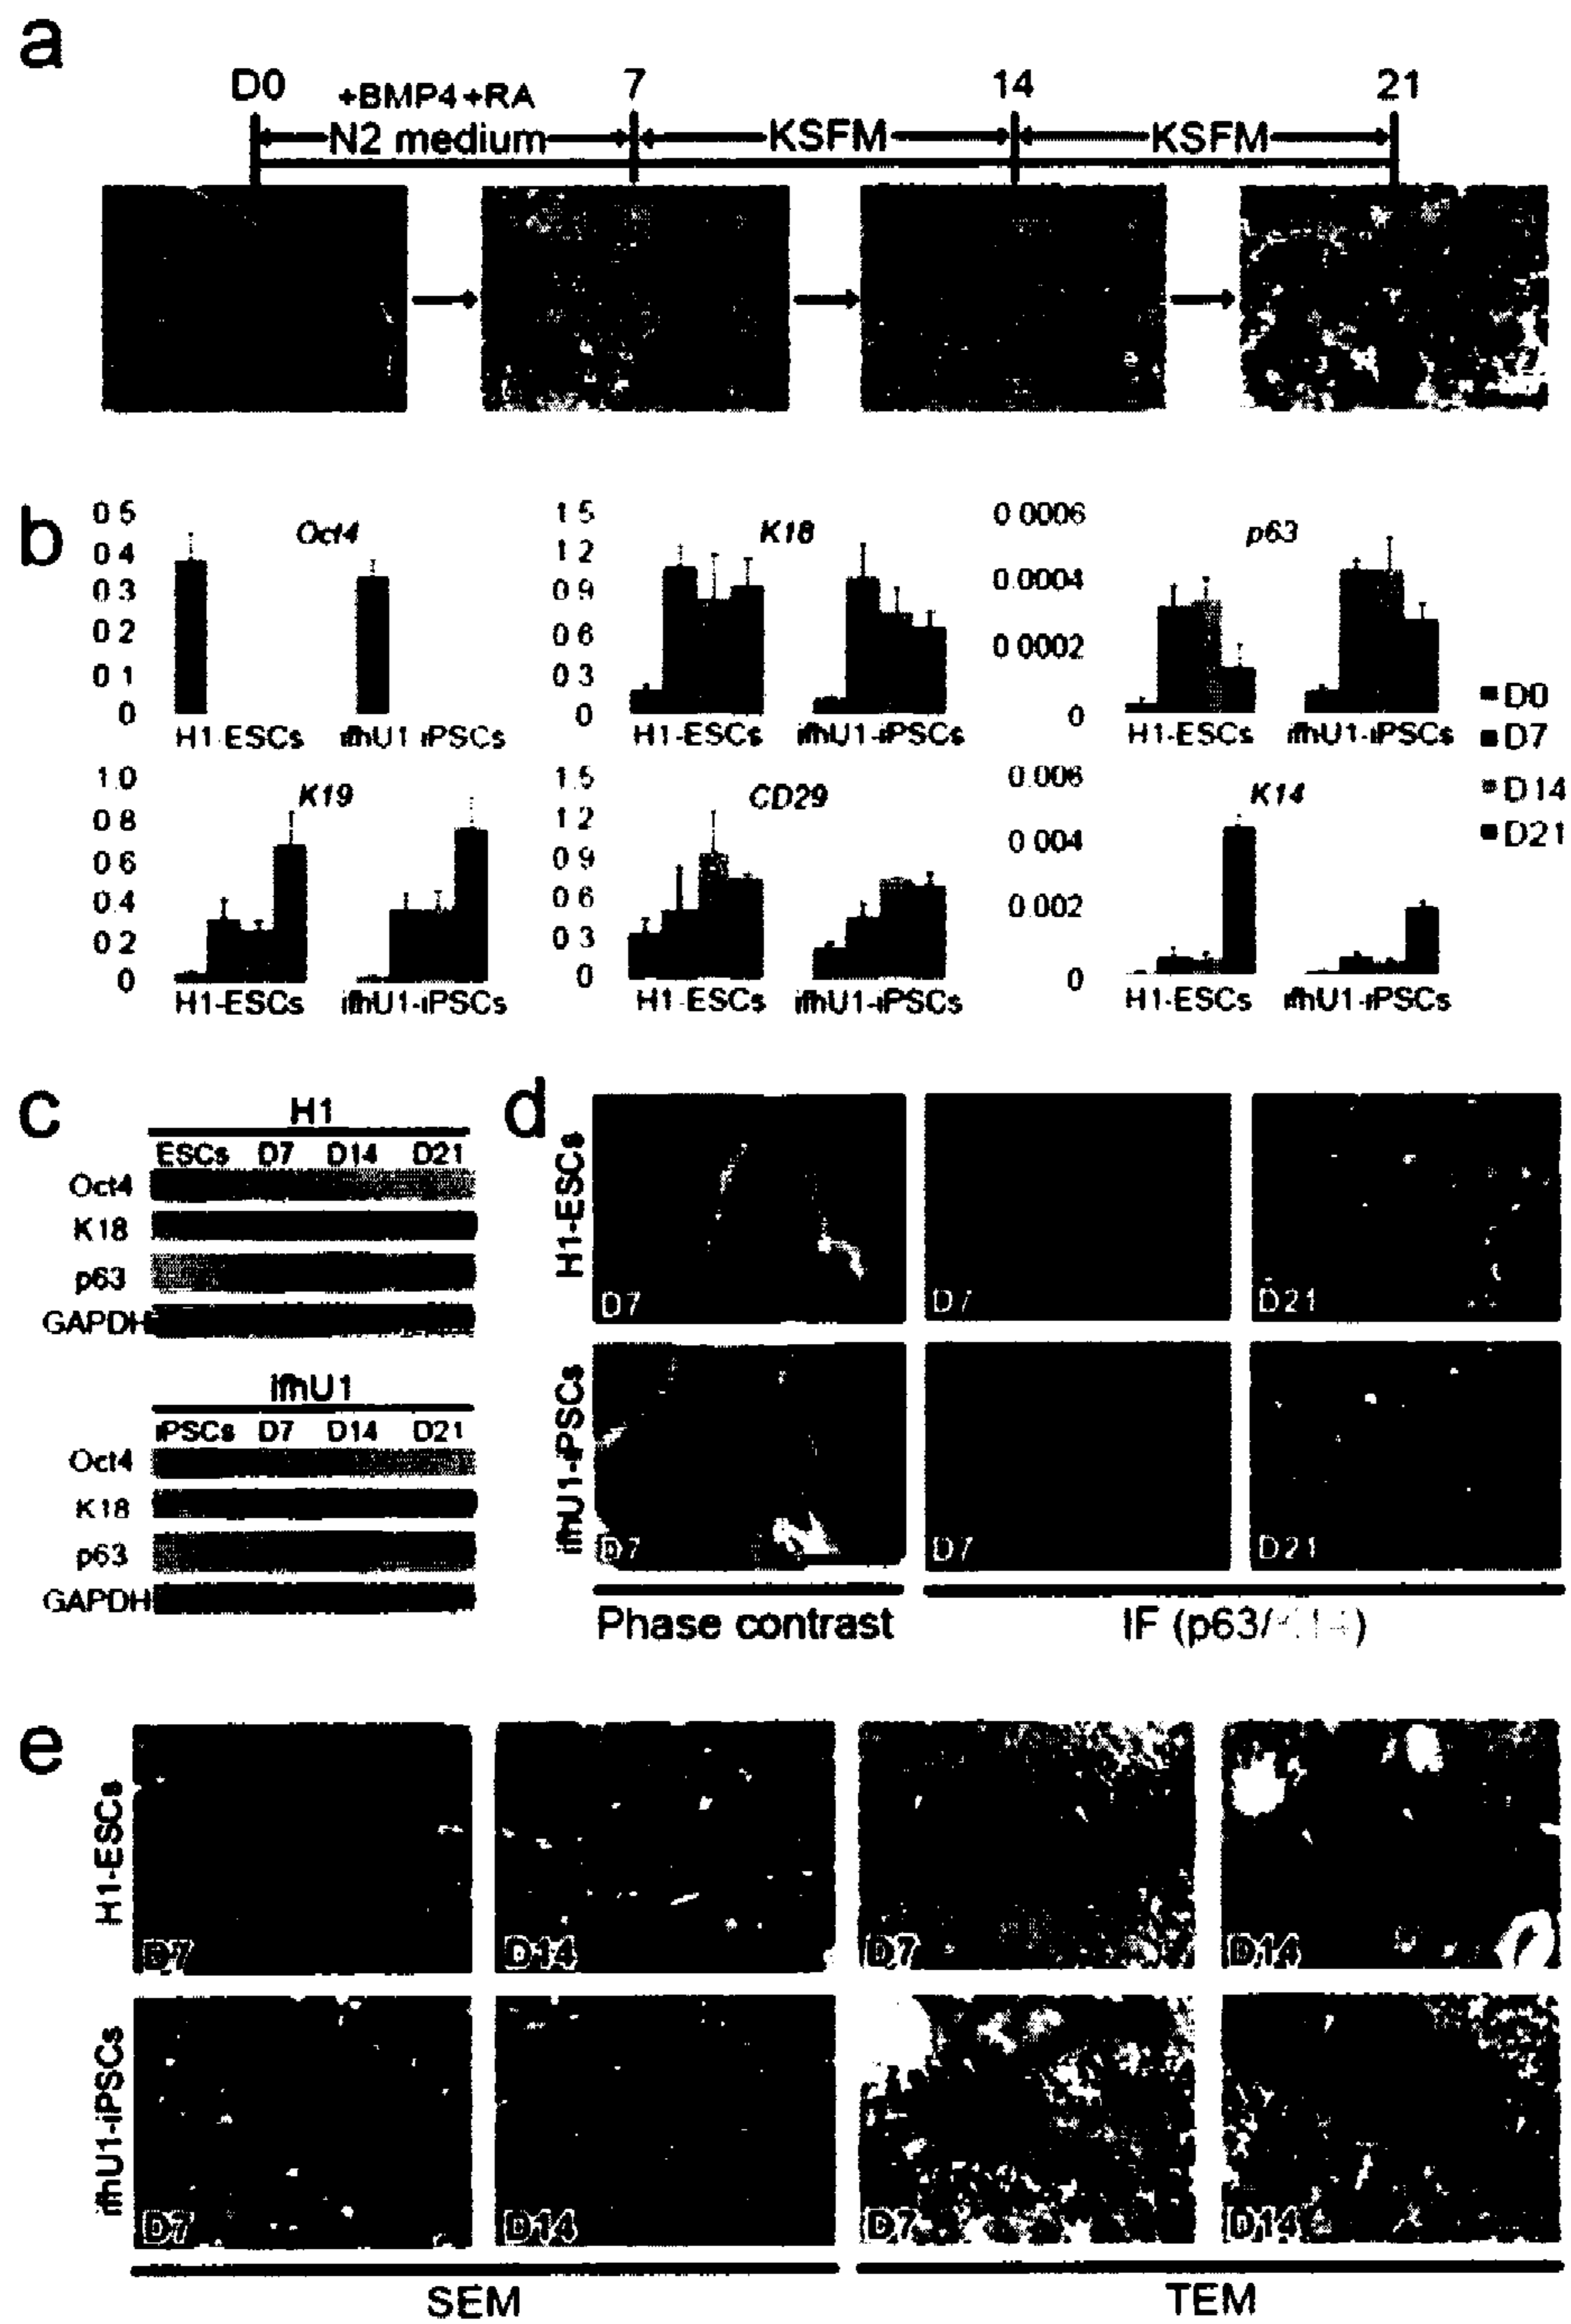 a
D0 +BMP4 +RA 7 14 21
N2 medium KSFM KSFM
b
0 5
0 4
0 3
0 2
0 1
0
Oct4
H1-ESCs ifhU1-iPSCs
1 5
1 2
0 9
0 6
0 3
0
K18
H1-ESCs ifhU1-iPSCs
0 0006
0.0004
0 0002
0
p63
H1-ESCs ifhU1-iPSCs
D0
D7
D14
D21
1.0
0 8
0 6
0.4
0 2
0
K19
H1-ESCs ifhU1-iPSCs
1.5
1 2
0 9
0 6
0 3
0
CD29
H1-ESCs ifhU1-iPSCs
0.006
0 004
0 002
0
K14
H1-ESCs ifhU1-iPSCs
c
H1
ESCs D7 D14 D21
Oct4
K18
p63
GAPDH
ifhU1
iPSCs D7 D14 D21
Oct4
K18
p63
GAPDH
d
H1-ESCs
D7 D7 D21
ifhU1-iPSCs
D7 D7 D21
Phase contrast IF (p63/K14)
e
H1-ESCs
D7 D14 D7 D14
ifhU1-iPSCs
D7 D14 D7 D14
SEM TEM